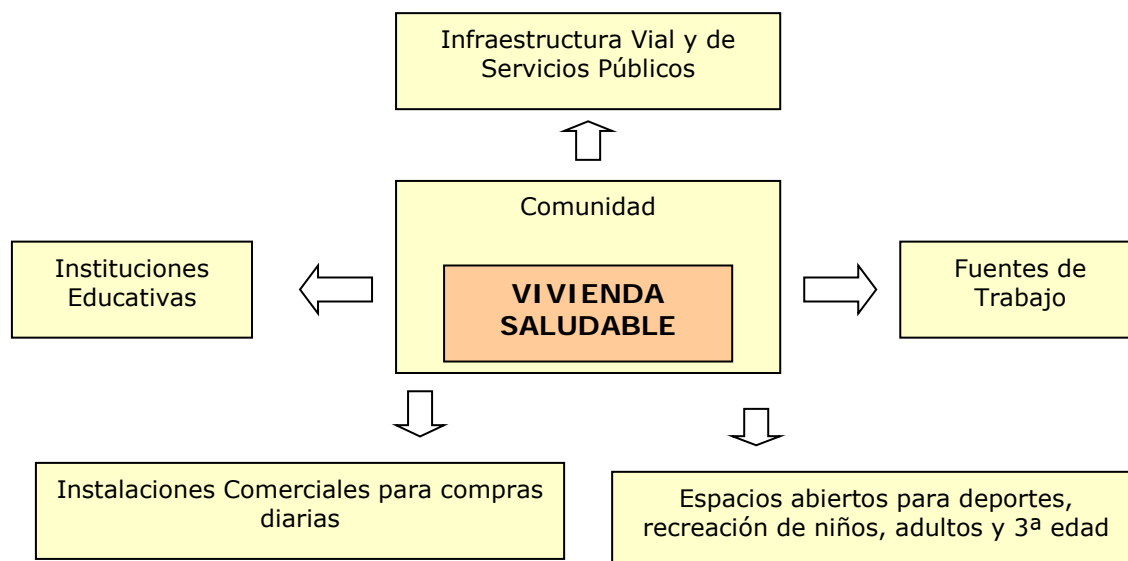 Infraestructura Vial y de
Servicios Públicos
Comunidad
Instituciones
Educativas
VIVIENDA
SALUDABLE
Fuentes de
Trabajo
Instalaciones Comerciales para compras
diarias
Espacios abiertos para deportes,
recreación de niños, adultos y 3ª edad